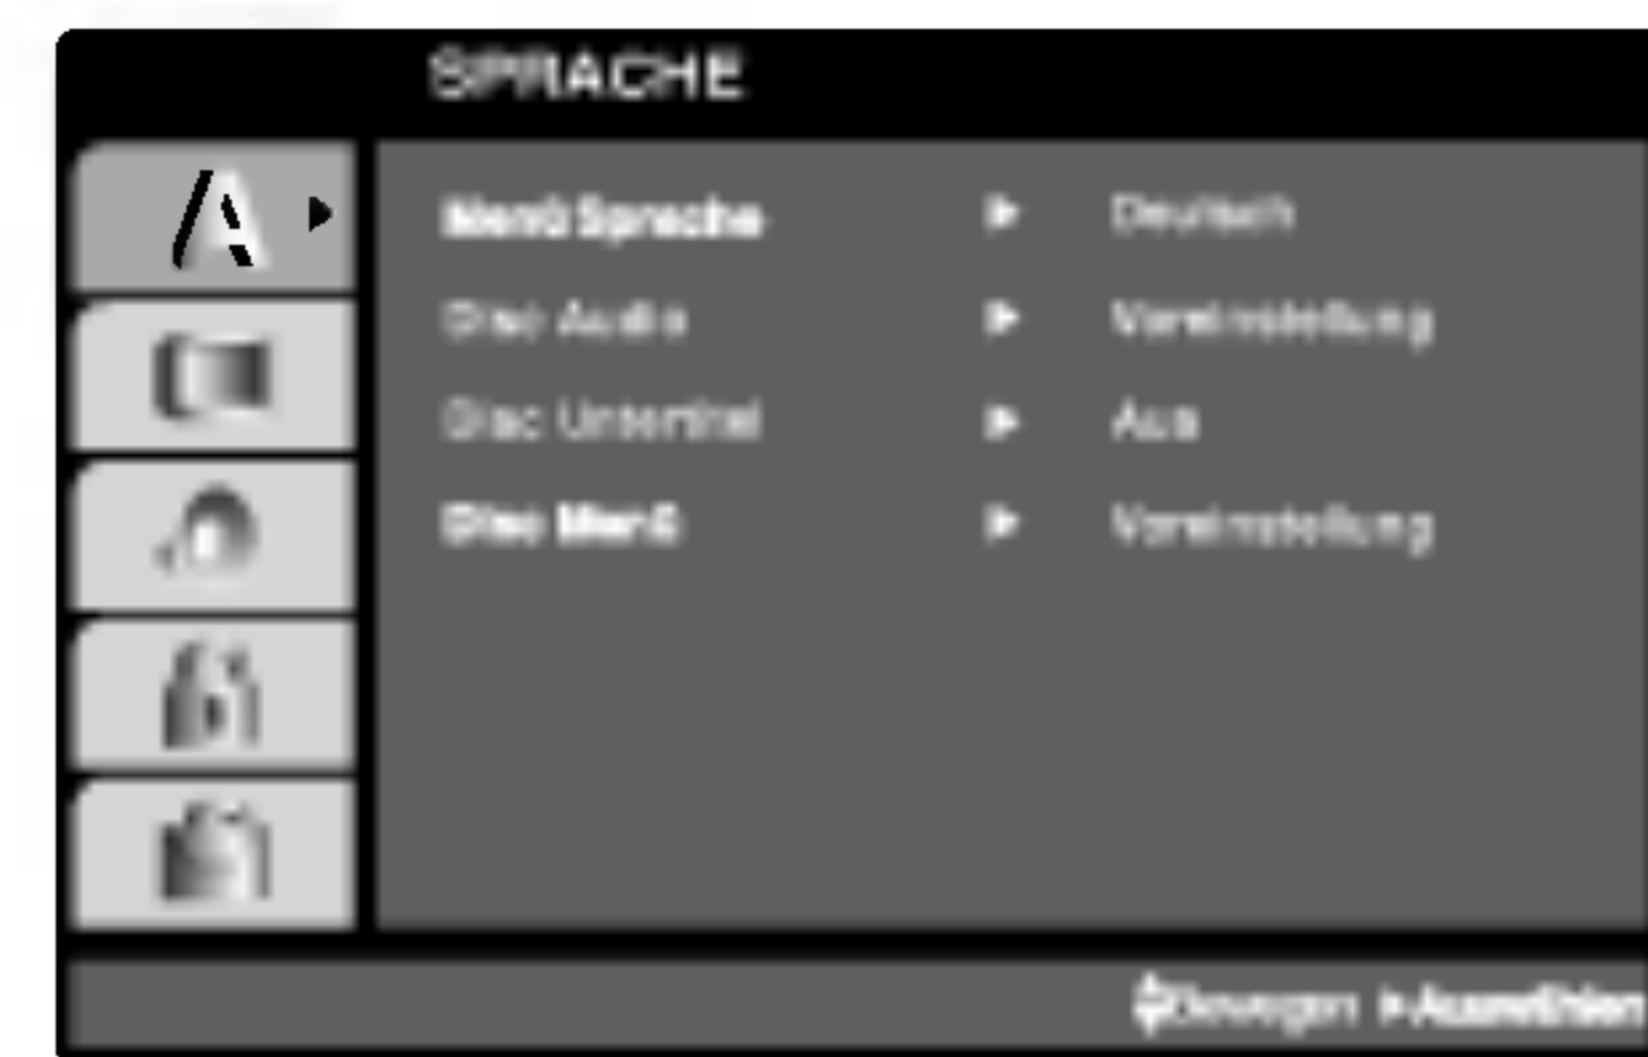 SPRACHE
Menü Sprache ▶ Deutsch
Disc Audio ▶ Voreinstellung
Disc Untertitel ▶ Aus
Disc Menü ▶ Voreinstellung
Bewegen Auswählen